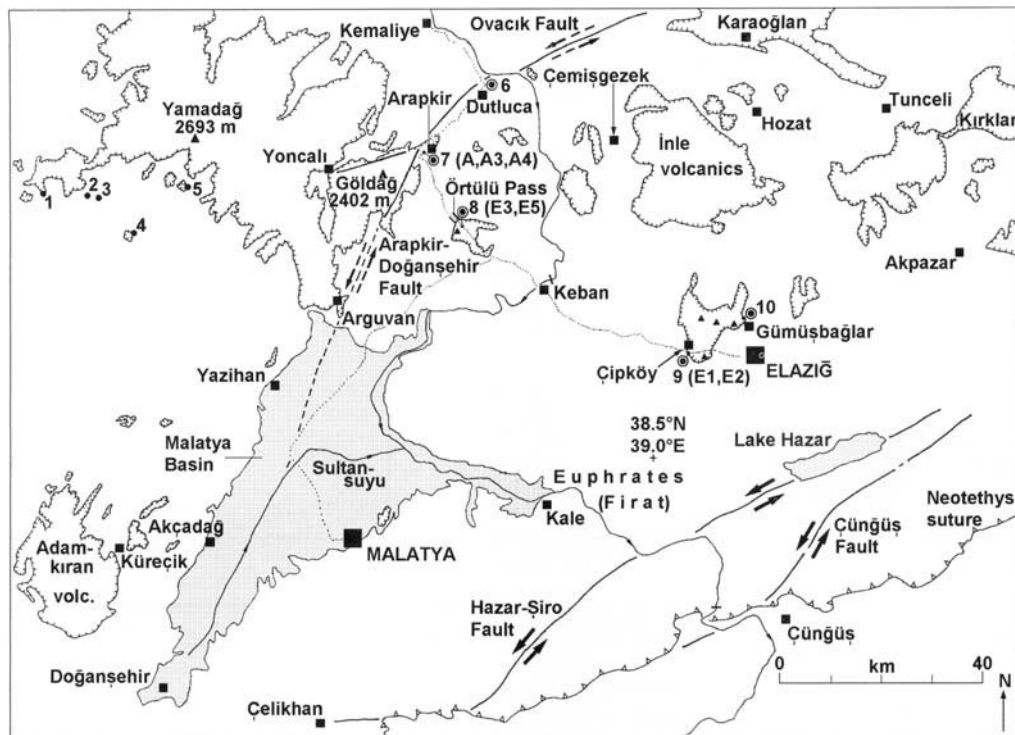 Kemaliye
Ovacık Fault
Karaoğlan
6
Çemişgezek
Arapkir
Dutluca
Tunceli
Yamadağ
2693 m
Hozat
Kırklar
Yoncalı
7 (A,A3,A4)
İnle
volcanics
1
2
3
5
Göldağ
2402 m
Örtülü Pass
8 (E3,E5)
4
Arapkir-
Doğanşehir
Fault
Akpazar
Keban
Arguvan
10
Gümüşbağlar
Yazihan
Çipköy
ELAZIĞ
9 (E1,E2)
38.5°N
39.0°E
+
Malatya
Basin
Lake Hazar
Sultan-
suyu
Euphrates
(Firat)
Neotethys
suture
Kale
Akçadağ
Adam-
kıran
volc.
Küreçik
MALATYA
Çüngüş
Fault
Hazar-Şiro
Fault
Çüngüş
Doğanşehir
0 km 40
N
Çelikhan